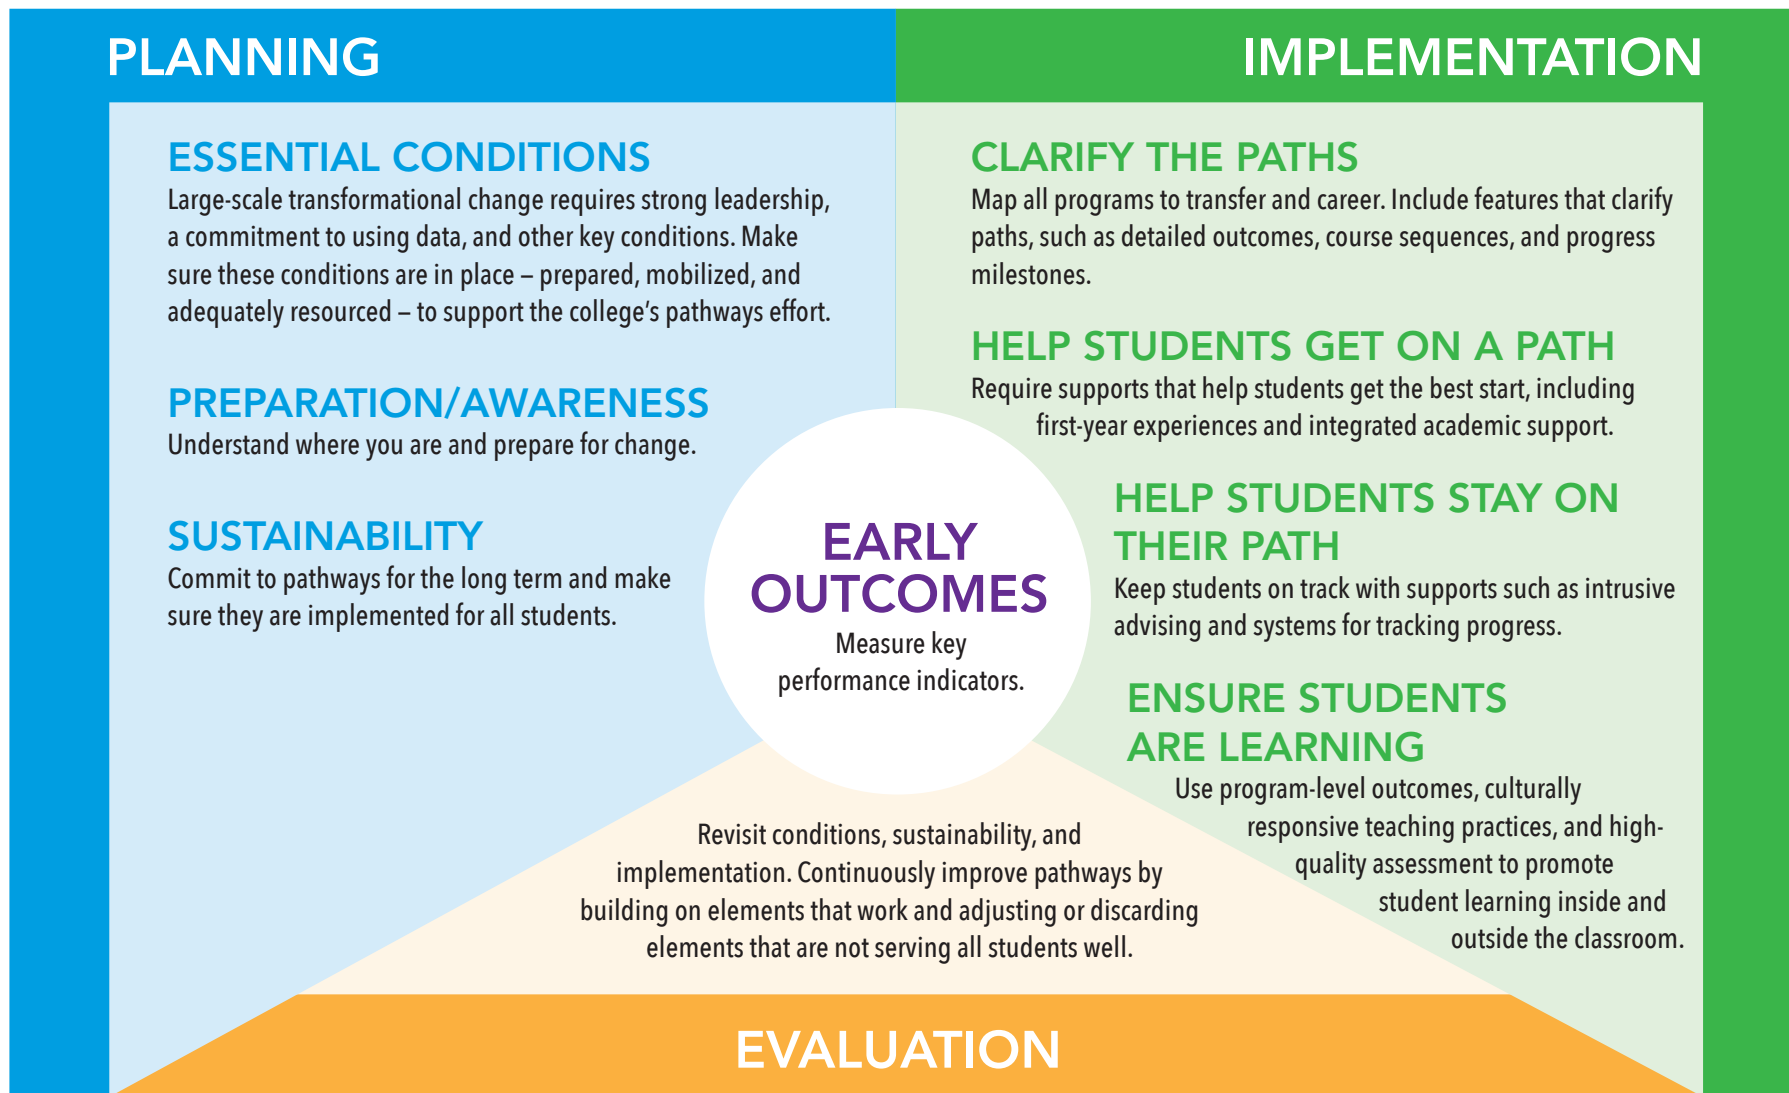 PLANNING
ESSENTIAL CONDITIONS
Large-scale transformational change requires strong leadership,
a commitment to using data, and other key conditions. Make
sure these conditions are in place – prepared, mobilized, and
adequately resourced – to support the college’s pathways effort.
PREPARATION/AWARENESS
Understand where you are and prepare for change.
SUSTAINABILITY
Commit to pathways for the long term and make
sure they are implemented for all students.
IMPLEMENTATION
CLARIFY THE PATHS
Map all programs to transfer and career. Include features that clarify
paths, such as detailed outcomes, course sequences, and progress
milestones.
HELP STUDENTS GET ON A PATH
Require supports that help students get the best start, including
first-year experiences and integrated academic support.
HELP STUDENTS STAY ON
THEIR PATH
Keep students on track with supports such as intrusive
advising and systems for tracking progress.
ENSURE STUDENTS
ARE LEARNING
Use program-level outcomes, culturally
responsive teaching practices, and high-
quality assessment to promote
student learning inside and
outside the classroom.
EARLY
OUTCOMES
Measure key
performance indicators.
Revisit conditions, sustainability, and
implementation. Continuously improve pathways by
building on elements that work and adjusting or discarding
elements that are not serving all students well.
EVALUATION